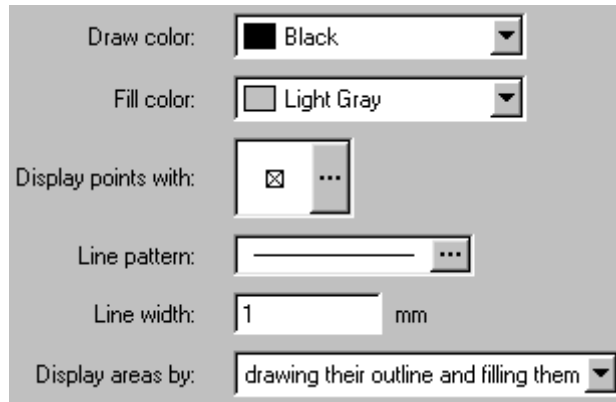 Draw color: Black
Fill color: Light Gray
Display points with: ...
Line pattern: ...
Line width: 1 mm
Display areas by: drawing their outline and filling them